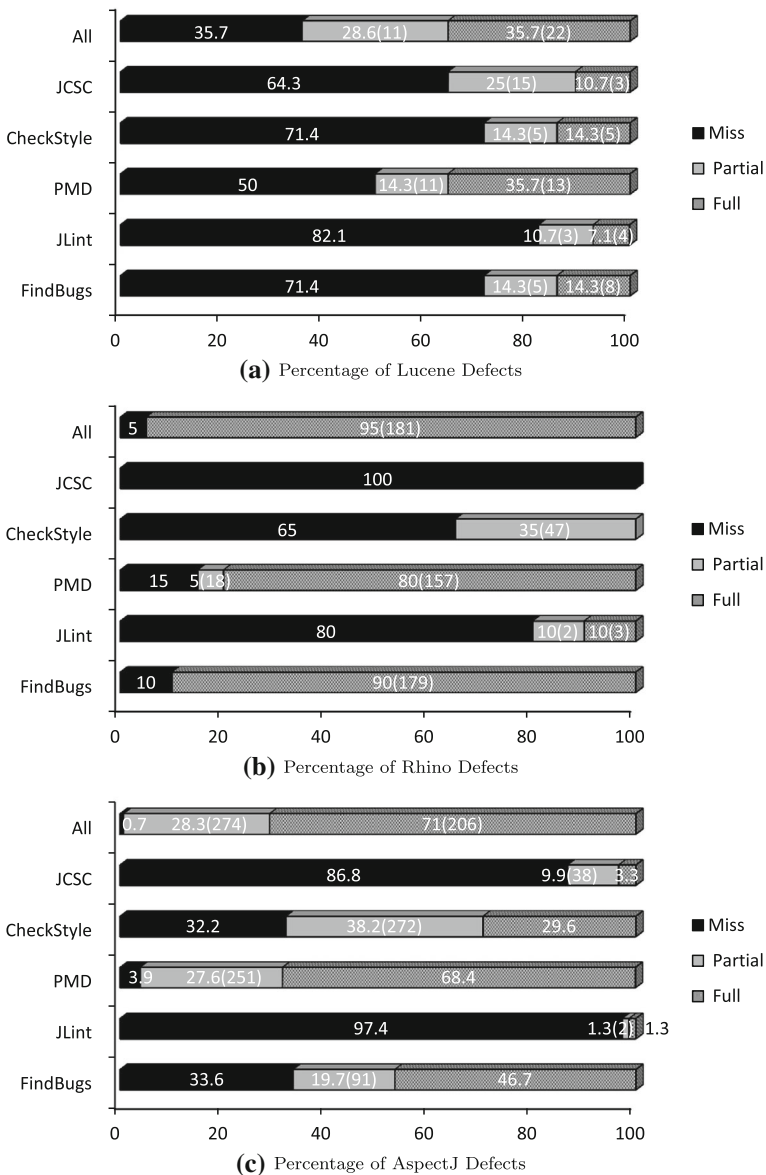 All 35.7 28.6(11) 35.7(22)
JCSC 64.3 25(15) 10.7(3)
CheckStyle 71.4 14.3(5) 14.3(5)
PMD 50 14.3(11) 35.7(13)
JLint 82.1 10.7(3) 7.1(4)
FindBugs 71.4 14.3(5) 14.3(8)
0 20 40 60 80 100
Miss
Partial
Full
(a) Percentage of Lucene Defects
All 5 95(181)
JCSC 100
CheckStyle 65 35(47)
PMD 15 5(18) 80(157)
JLint 80 10(2) 10(3)
FindBugs 10 90(179)
0 20 40 60 80 100
Miss
Partial
Full
(b) Percentage of Rhino Defects
All 0.7 28.3(274) 71(206)
JCSC 86.8 9.9(38) 3.3
CheckStyle 32.2 38.2(272) 29.6
PMD 3.9 27.6(251) 68.4
JLint 97.4 1.3(2) 1.3
FindBugs 33.6 19.7(91) 46.7
0 20 40 60 80 100
Miss
Partial
Full
(c) Percentage of AspectJ Defects